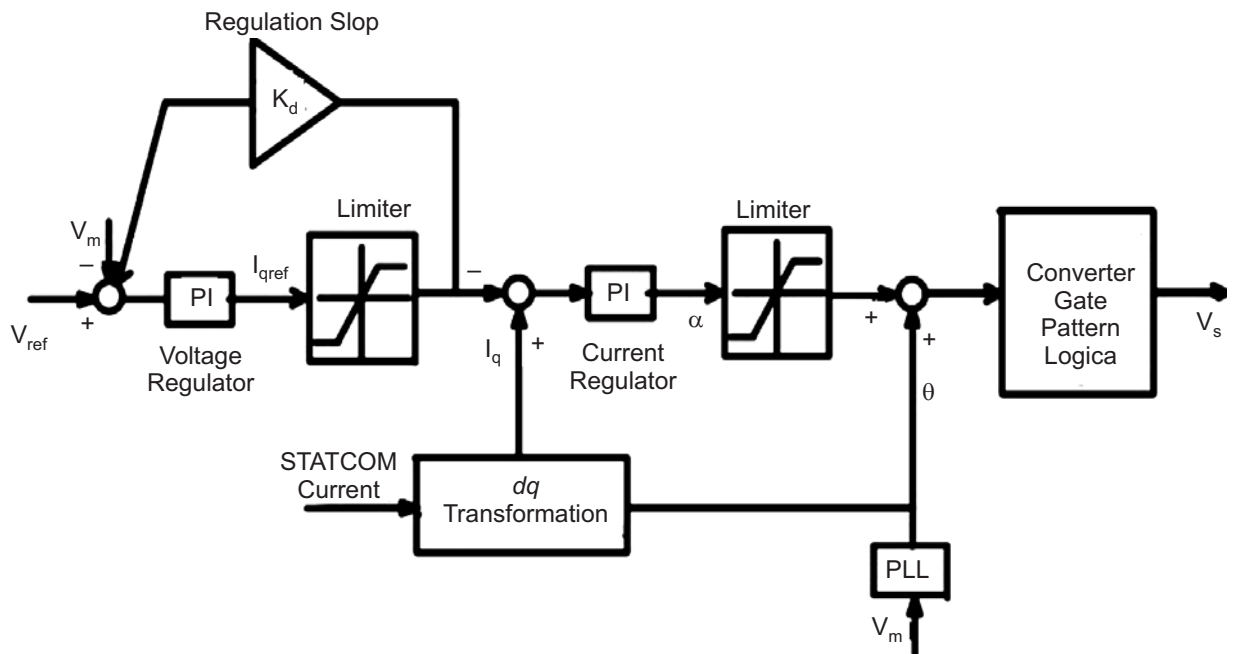 Regulation Slop
K_d
V_m
–
+
V_ref
PI
Voltage
Regulator
I_qref
Limiter
–
+
I_q
PI
Current
Regulator
α
Limiter
+
+
θ
Converter
Gate
Pattern
Logica
V_s
STATCOM
Current
dq
Transformation
PLL
V_m